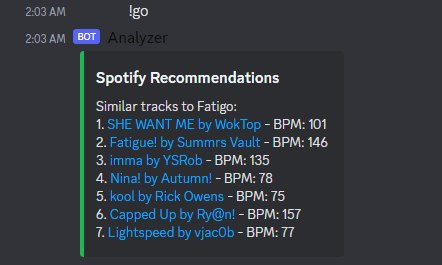 2:03 AM !go
2:03 AM BOT Analyzer
Spotify Recommendations
Similar tracks to Fatigo:
1. SHE WANT ME by WokTop - BPM: 101
2. Fatigue! by Summrs Vault - BPM: 146
3. imma by YSRob - BPM: 135
4. Nina! by Autumn! - BPM: 78
5. kool by Rick Owens - BPM: 75
6. Capped Up by Ry@n! - BPM: 157
7. Lightspeed by vjac0b - BPM: 77